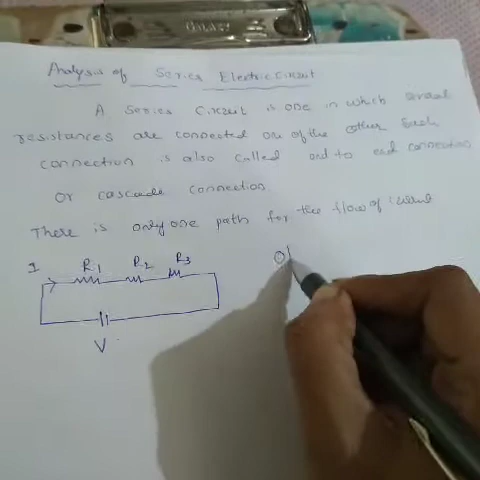 Analysis of Series Electric Circuit
A Series Circuit is one in which several
resistances are connected one of the other Such
connection is also called end to end connection
or cascade connection.
There is only one path for the flow of current
I R1 R2 R3
V